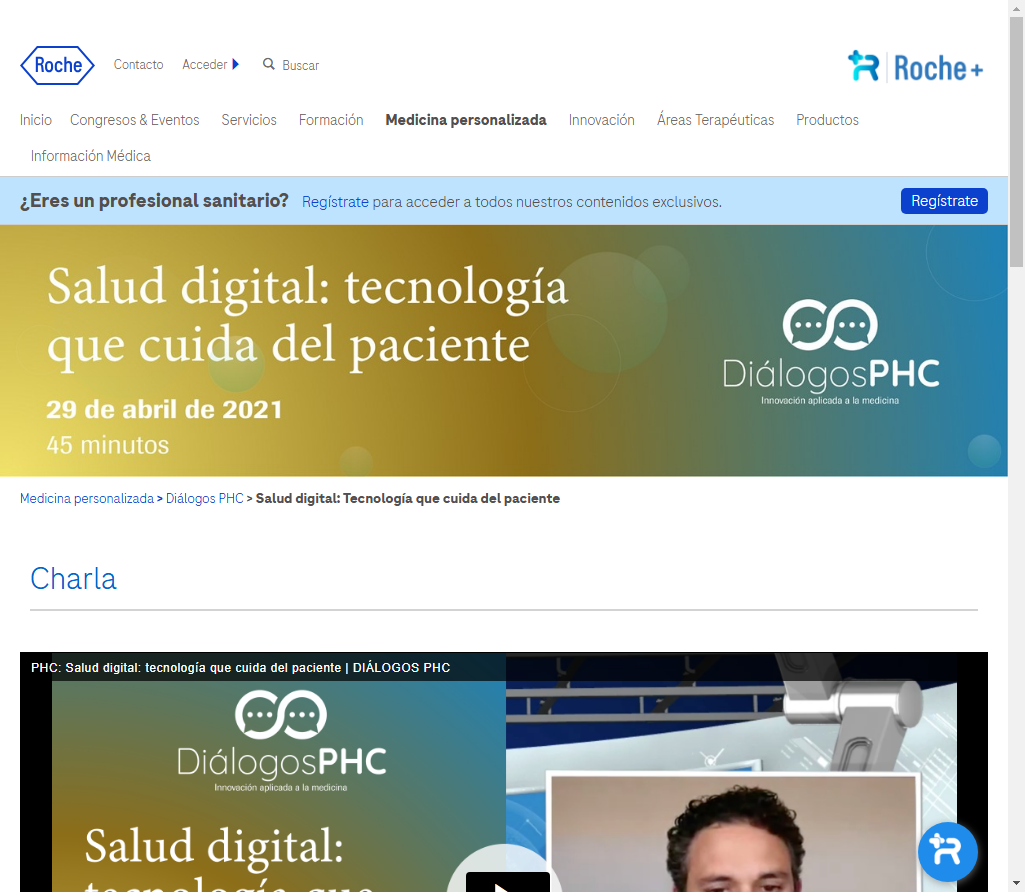 Roche
Contacto
Acceder
Buscar
Roche+
Inicio
Congresos & Eventos
Servicios
Formación
Medicina personalizada
Innovación
Áreas Terapéuticas
Productos
Información Médica
¿Eres un profesional sanitario? Regístrate para acceder a todos nuestros contenidos exclusivos.
Regístrate
Salud digital: tecnología
que cuida del paciente
29 de abril de 2021
45 minutos
DiálogosPHC
Innovación aplicada a la medicina
Medicina personalizada > Diálogos PHC > Salud digital: Tecnología que cuida del paciente
Charla
PHC: Salud digital: tecnología que cuida del paciente | DIÁLOGOS PHC
DiálogosPHC
Innovación aplicada a la medicina
Salud digital:
tecnología que